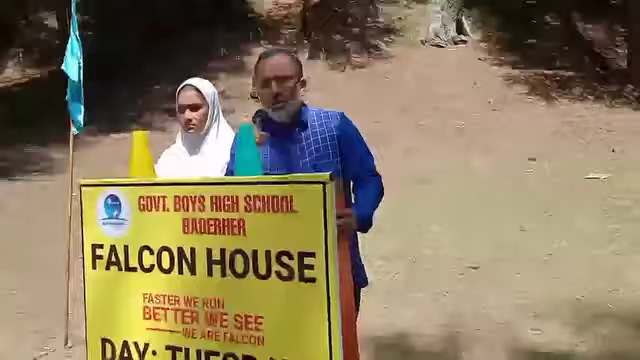 GOVT. BOYS HIGH SCHOOL
BADERHER
FALCON HOUSE
FASTER WE RUN
BETTER WE SEE
WE ARE FALCON
DAY: